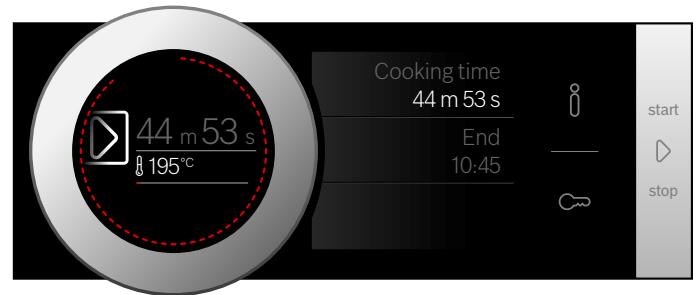 44 m 53 s
195°C
Cooking time
44 m 53 s
End
10:45
start
stop